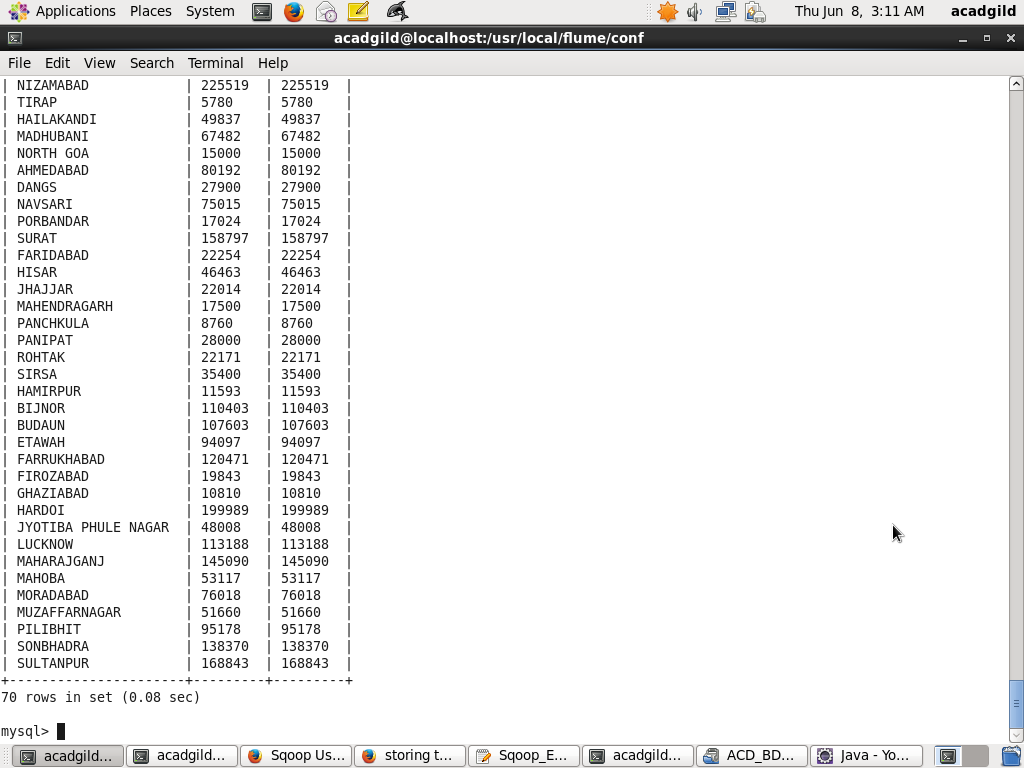 Applications Places System Thu Jun 8, 3:11 AM acadgild
acadgild@localhost:/usr/local/flume/conf
File Edit View Search Terminal Help
| NIZAMABAD | 225519 | 225519 |
| TIRAP | 5780 | 5780 |
| HAILAKANDI | 49837 | 49837 |
| MADHUBANI | 67482 | 67482 |
| NORTH GOA | 15000 | 15000 |
| AHMEDABAD | 80192 | 80192 |
| DANGS | 27900 | 27900 |
| NAVSARI | 75015 | 75015 |
| PORBANDAR | 17024 | 17024 |
| SURAT | 158797 | 158797 |
| FARIDABAD | 22254 | 22254 |
| HISAR | 46463 | 46463 |
| JHAJJAR | 22014 | 22014 |
| MAHENDRAGARH | 17500 | 17500 |
| PANCHKULA | 8760 | 8760 |
| PANIPAT | 28000 | 28000 |
| ROHTAK | 22171 | 22171 |
| SIRSA | 35400 | 35400 |
| HAMIRPUR | 11593 | 11593 |
| BIJNOR | 110403 | 110403 |
| BUDAUN | 107603 | 107603 |
| ETAWAH | 94097 | 94097 |
| FARRUKHABAD | 120471 | 120471 |
| FIROZABAD | 19843 | 19843 |
| GHAZIABAD | 10810 | 10810 |
| HARDOI | 199989 | 199989 |
| JYOTIBA PHULE NAGAR | 48008 | 48008 |
| LUCKNOW | 113188 | 113188 |
| MAHARAJGANJ | 145090 | 145090 |
| MAHOBA | 53117 | 53117 |
| MORADABAD | 76018 | 76018 |
| MUZAFFARNAGAR | 51660 | 51660 |
| PILIBHIT | 95178 | 95178 |
| SONBHADRA | 138370 | 138370 |
| SULTANPUR | 168843 | 168843 |
+----------------------+---------+---------+
70 rows in set (0.08 sec)
mysql>
acadgild... acadgild... Sqoop Us... storing t... Sqoop_E... acadgild... ACD_BD... Java - Yo...